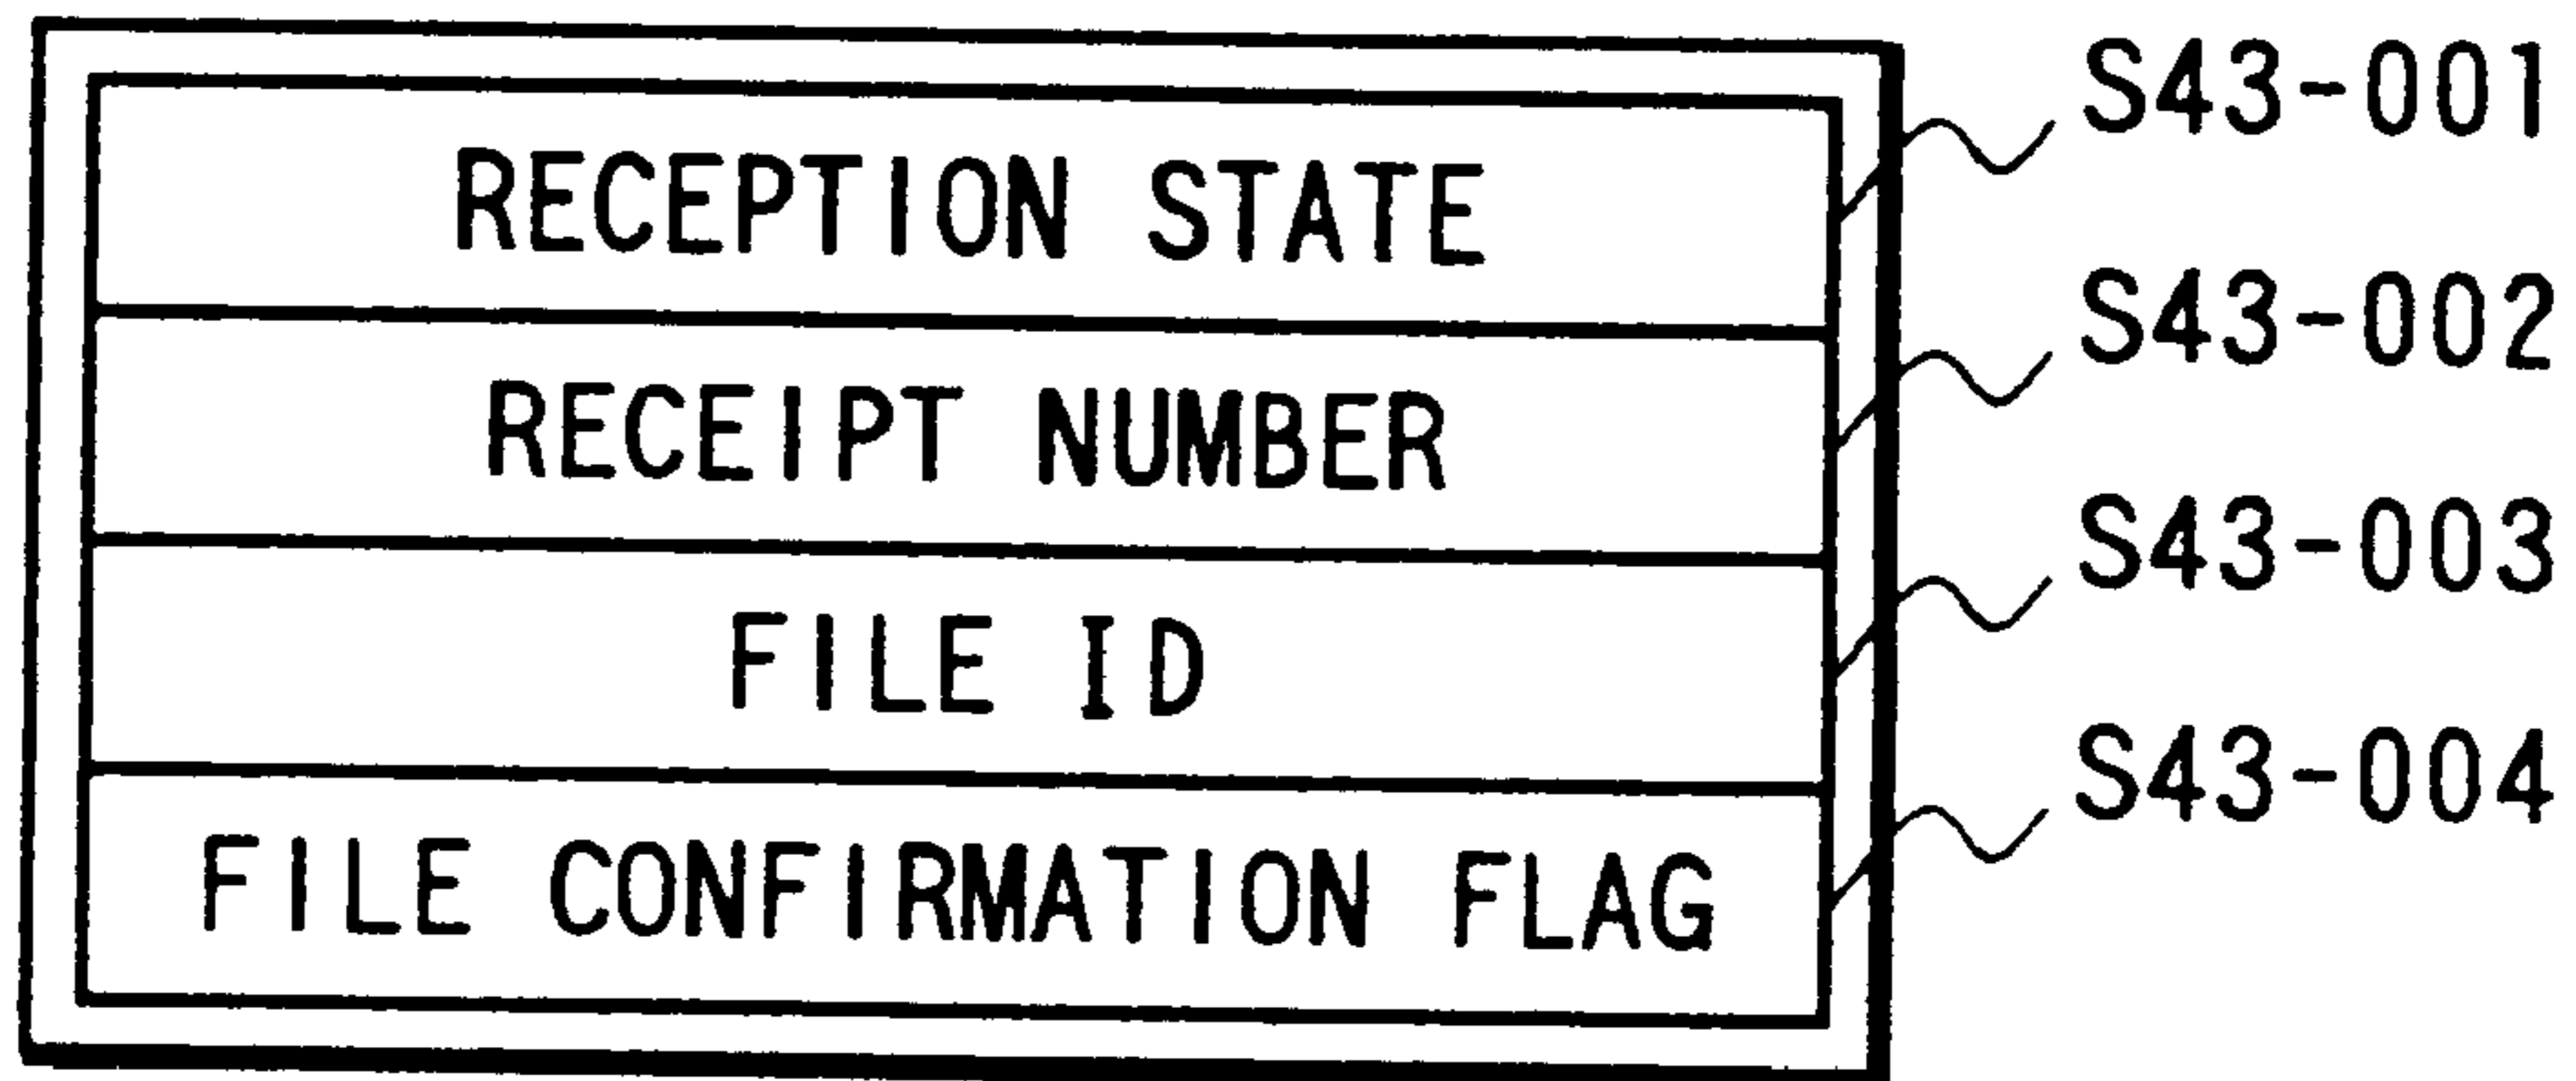 RECEPTION STATE S43-001
RECEIPT NUMBER S43-002
FILE ID S43-003
FILE CONFIRMATION FLAG S43-004